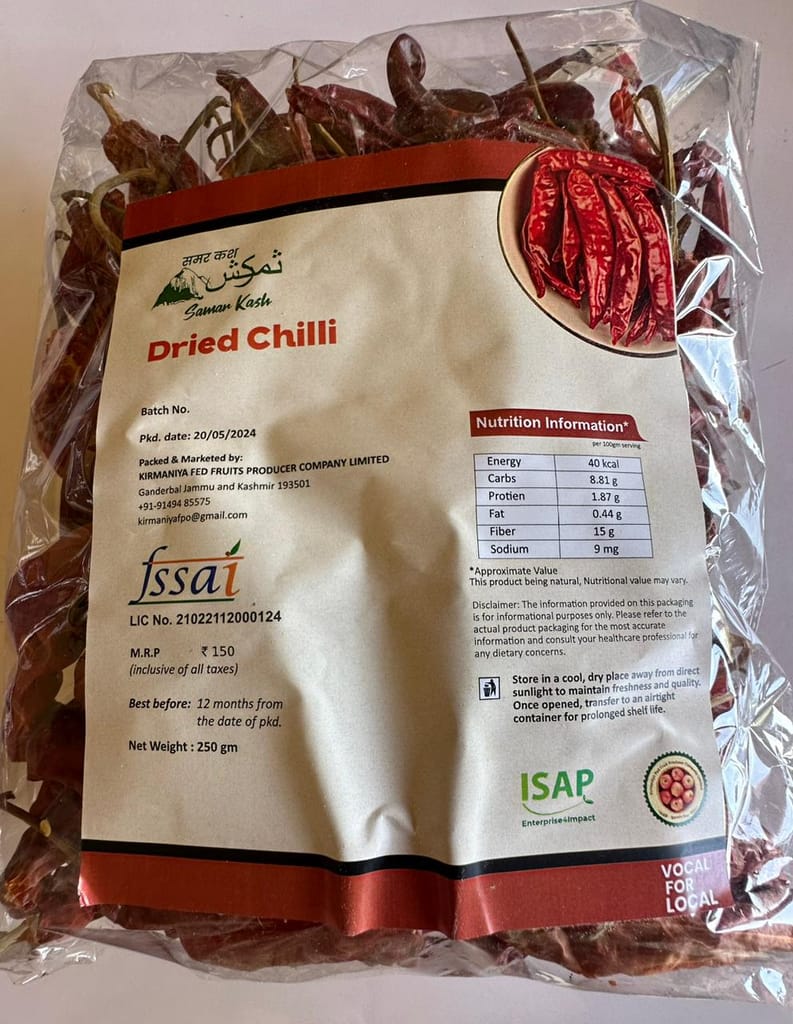 समर कश
ثمرکش
Samar Kash
Dried Chilli
Batch No.
Pkd. date: 20/05/2024
Packed & Marketed by:
KIRMANIYA FED FRUITS PRODUCER COMPANY LIMITED
Ganderbal Jammu and Kashmir 193501
+91-91494 85575
kirmaniyafpo@gmail.com
fssai
LIC No. 21022112000124
M.R.P ₹ 150
(inclusive of all taxes)
Best before: 12 months from
the date of pkd.
Net Weight : 250 gm
Nutrition Information*
per 100gm serving
Energy 40 kcal
Carbs 8.81 g
Protien 1.87 g
Fat 0.44 g
Fiber 15 g
Sodium 9 mg
*Approximate Value
This product being natural, Nutritional value may vary.
Disclaimer: The information provided on this packaging
is for informational purposes only. Please refer to the
actual product packaging for the most accurate
information and consult your healthcare professional for
any dietary concerns.
Store in a cool, dry place away from direct
sunlight to maintain freshness and quality.
Once opened, transfer to an airtight
container for prolonged shelf life.
ISAP
Enterprise4Impact
VOCAL
FOR
LOCAL